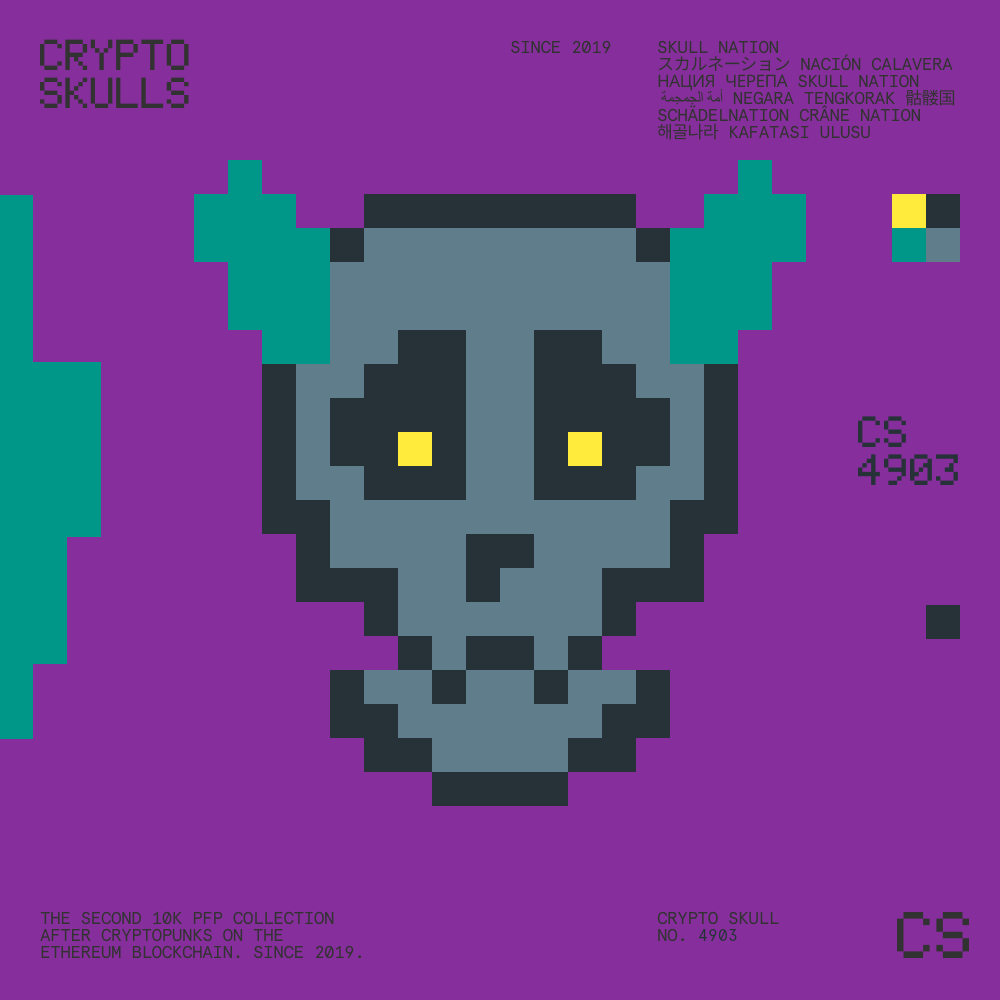 CRYPTO
SKULLS
SINCE 2019
SKULL NATION
スカルネーション NACIÓN CALAVERA
НАЦИЯ ЧЕРЕПА SKULL NATION
أمة الجمجمة NEGARA TENGKORAK 骷髅国
SCHÄDELNATION CRÂNE NATION
해골나라 KAFATASI ULUSU
CS
4903
THE SECOND 10K PFP COLLECTION
AFTER CRYPTOPUNKS ON THE
ETHEREUM BLOCKCHAIN. SINCE 2019.
CRYPTO SKULL
NO. 4903
CS